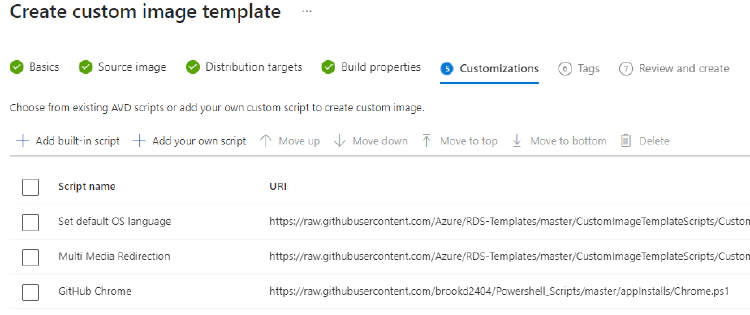 Create custom image template ...
Basics Source image Distribution targets Build properties 5 Customizations 6 Tags 7 Review and create
Choose from existing AVD scripts or add your own custom script to create custom image.
+ Add built-in script + Add your own script Move up Move down Move to top Move to bottom Delete
Script name URI
Set default OS language https://raw.githubusercontent.com/Azure/RDS-Templates/master/CustomImageTemplateScripts/Custom
Multi Media Redirection https://raw.githubusercontent.com/Azure/RDS-Templates/master/CustomImageTemplateScripts/Custom
GitHub Chrome https://raw.githubusercontent.com/brookd2404/Powershell_Scripts/master/appInstalls/Chrome.ps1